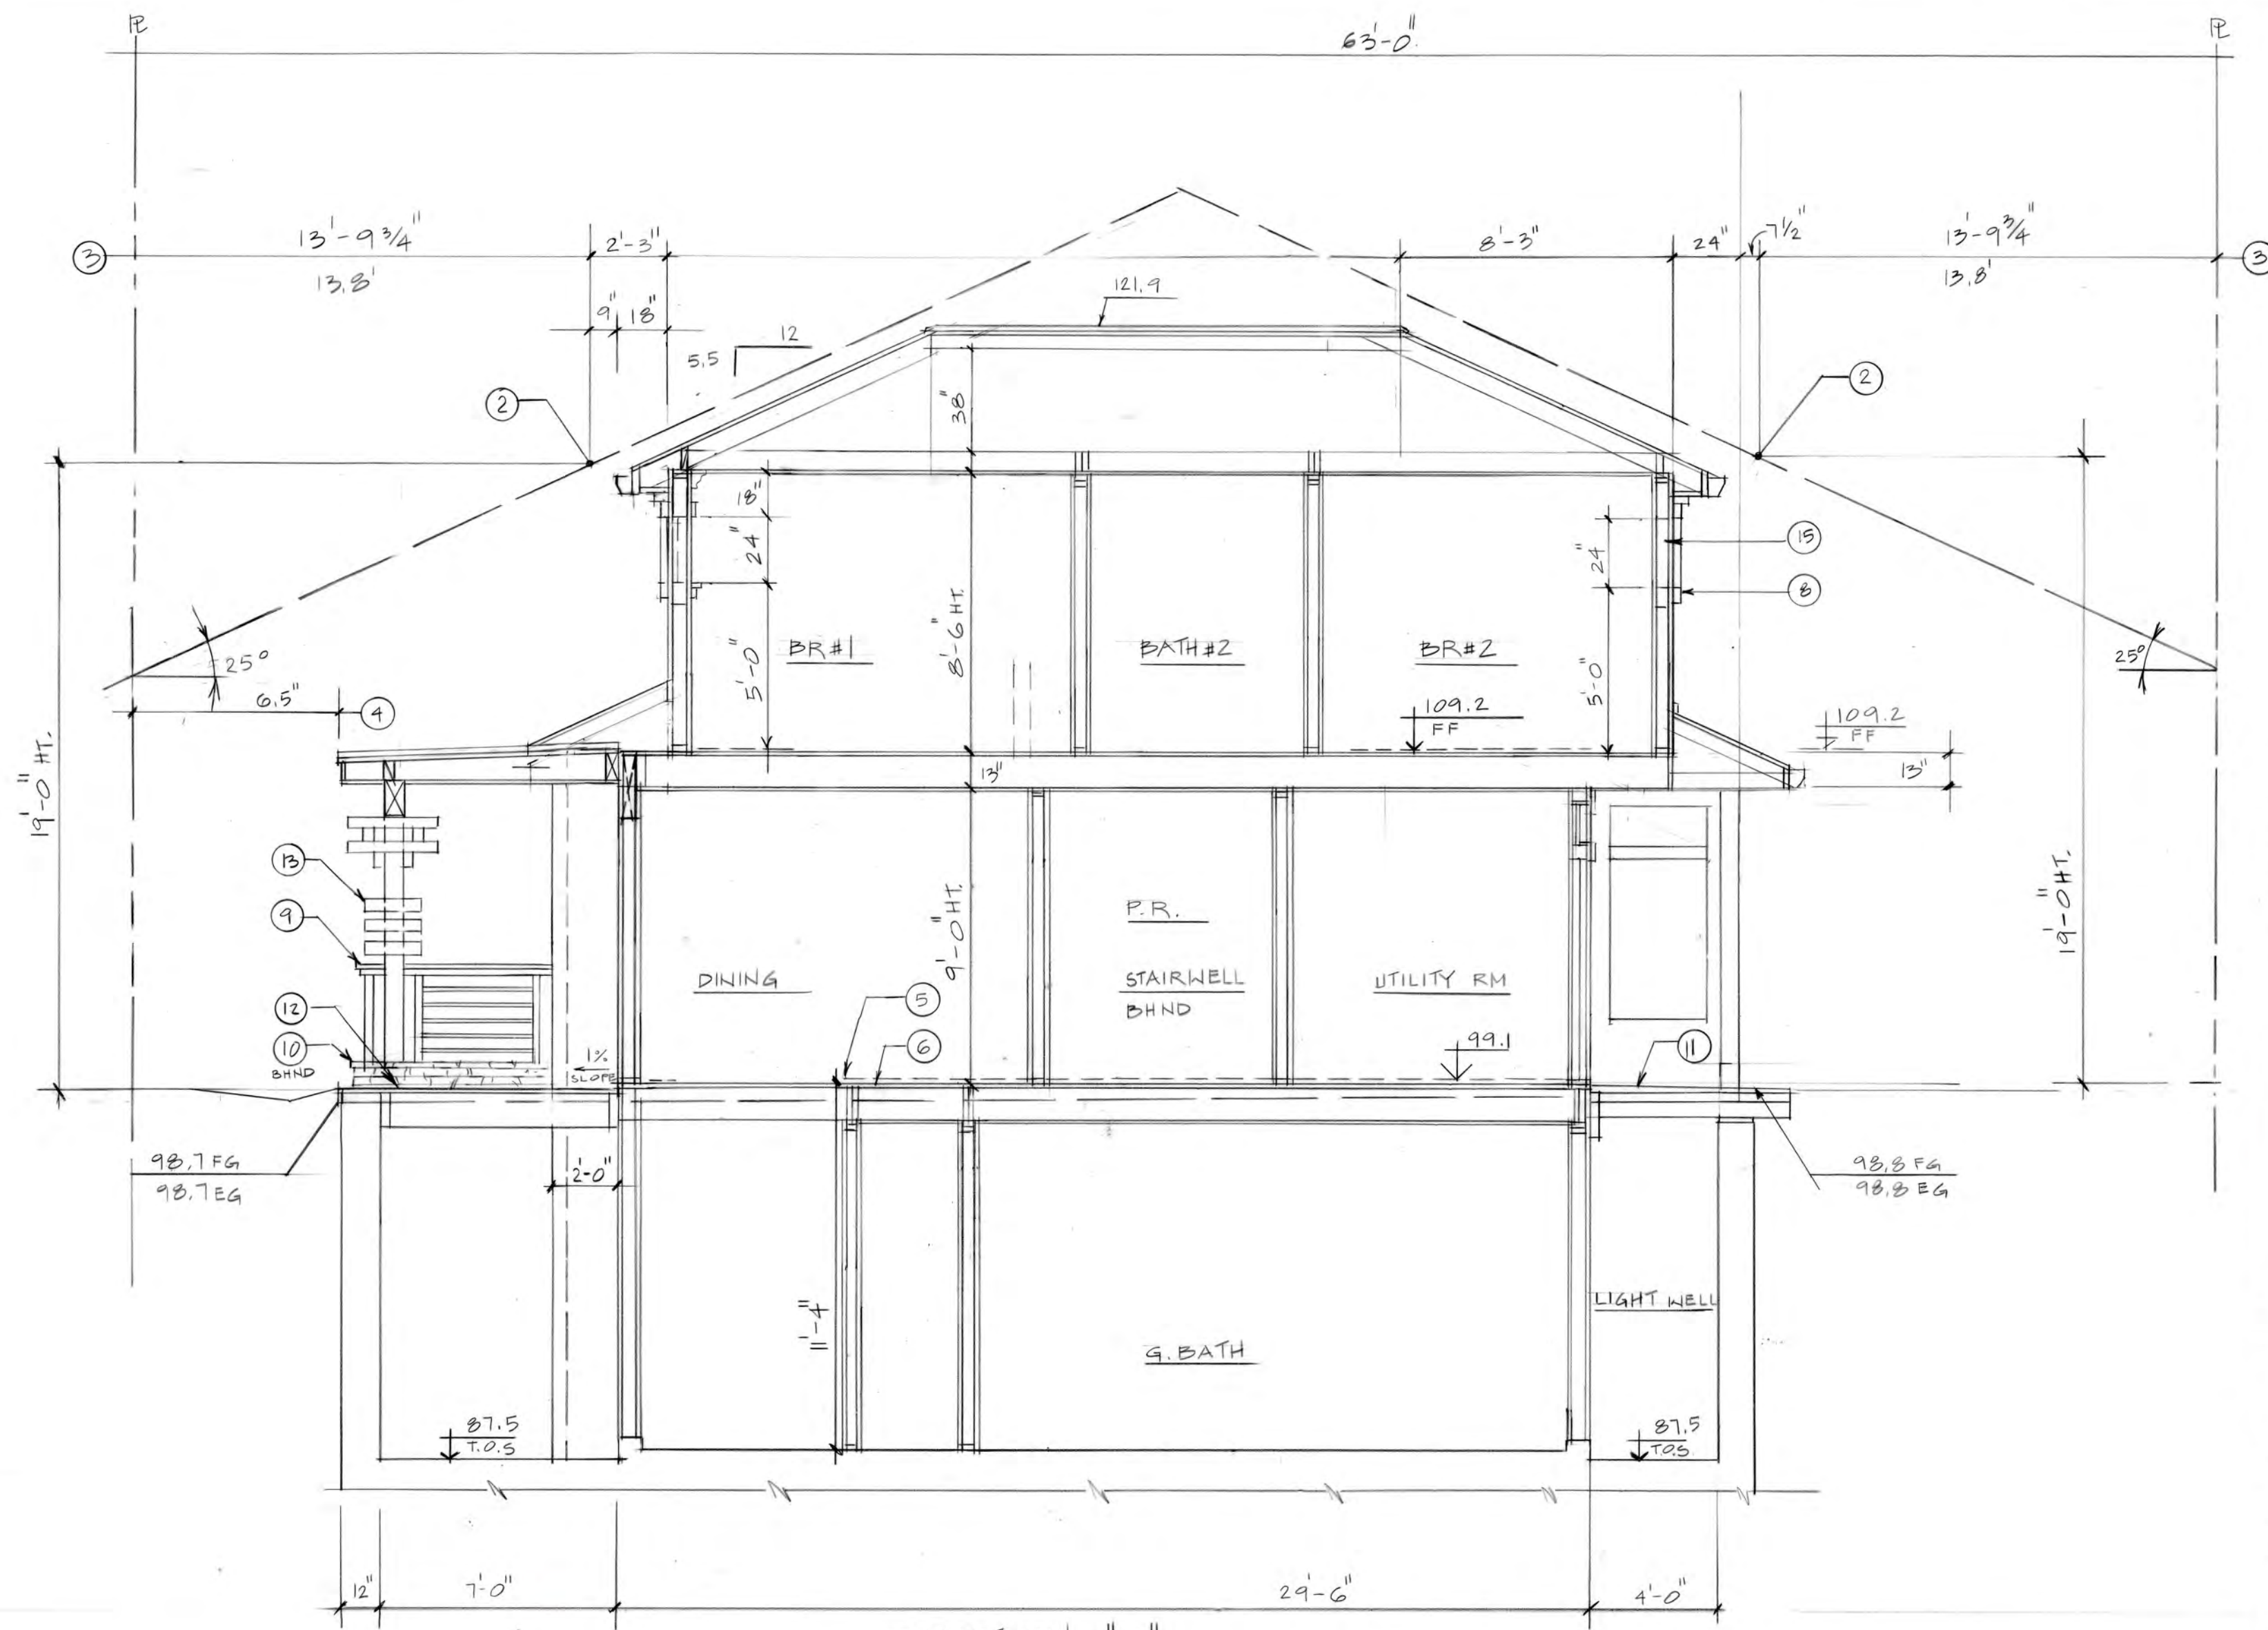 PL
63'-0"
PL
3
13'-9 3/4"
13.8'
2'-3"
9"
18"
8'-3"
24"
7 1/2"
13'-9 3/4"
13.8'
3
121.9
12
5.5
2
2
38"
18"
24"
5'-0"
8'-6" HT.
24"
5'-0"
15
8
BR#1
BATH#2
BR#2
25°
25°
6.5"
4
109.2
FF
109.2
FF
13"
13"
19'-0" HT.
19'-0" HT.
13
9
12
10
BHND
1%
SLOPE
DINING
9'-0" HT.
P.R.
STAIRWELL
BHND
UTILITY RM
5
6
99.1
11
98.7 FG
98.7 EG
2'-0"
98.8 FG
98.8 EG
11'-4"
G. BATH
LIGHT WELL
87.5
T.O.S
87.5
T.O.S
12"
7'-0"
29'-6"
4'-0"